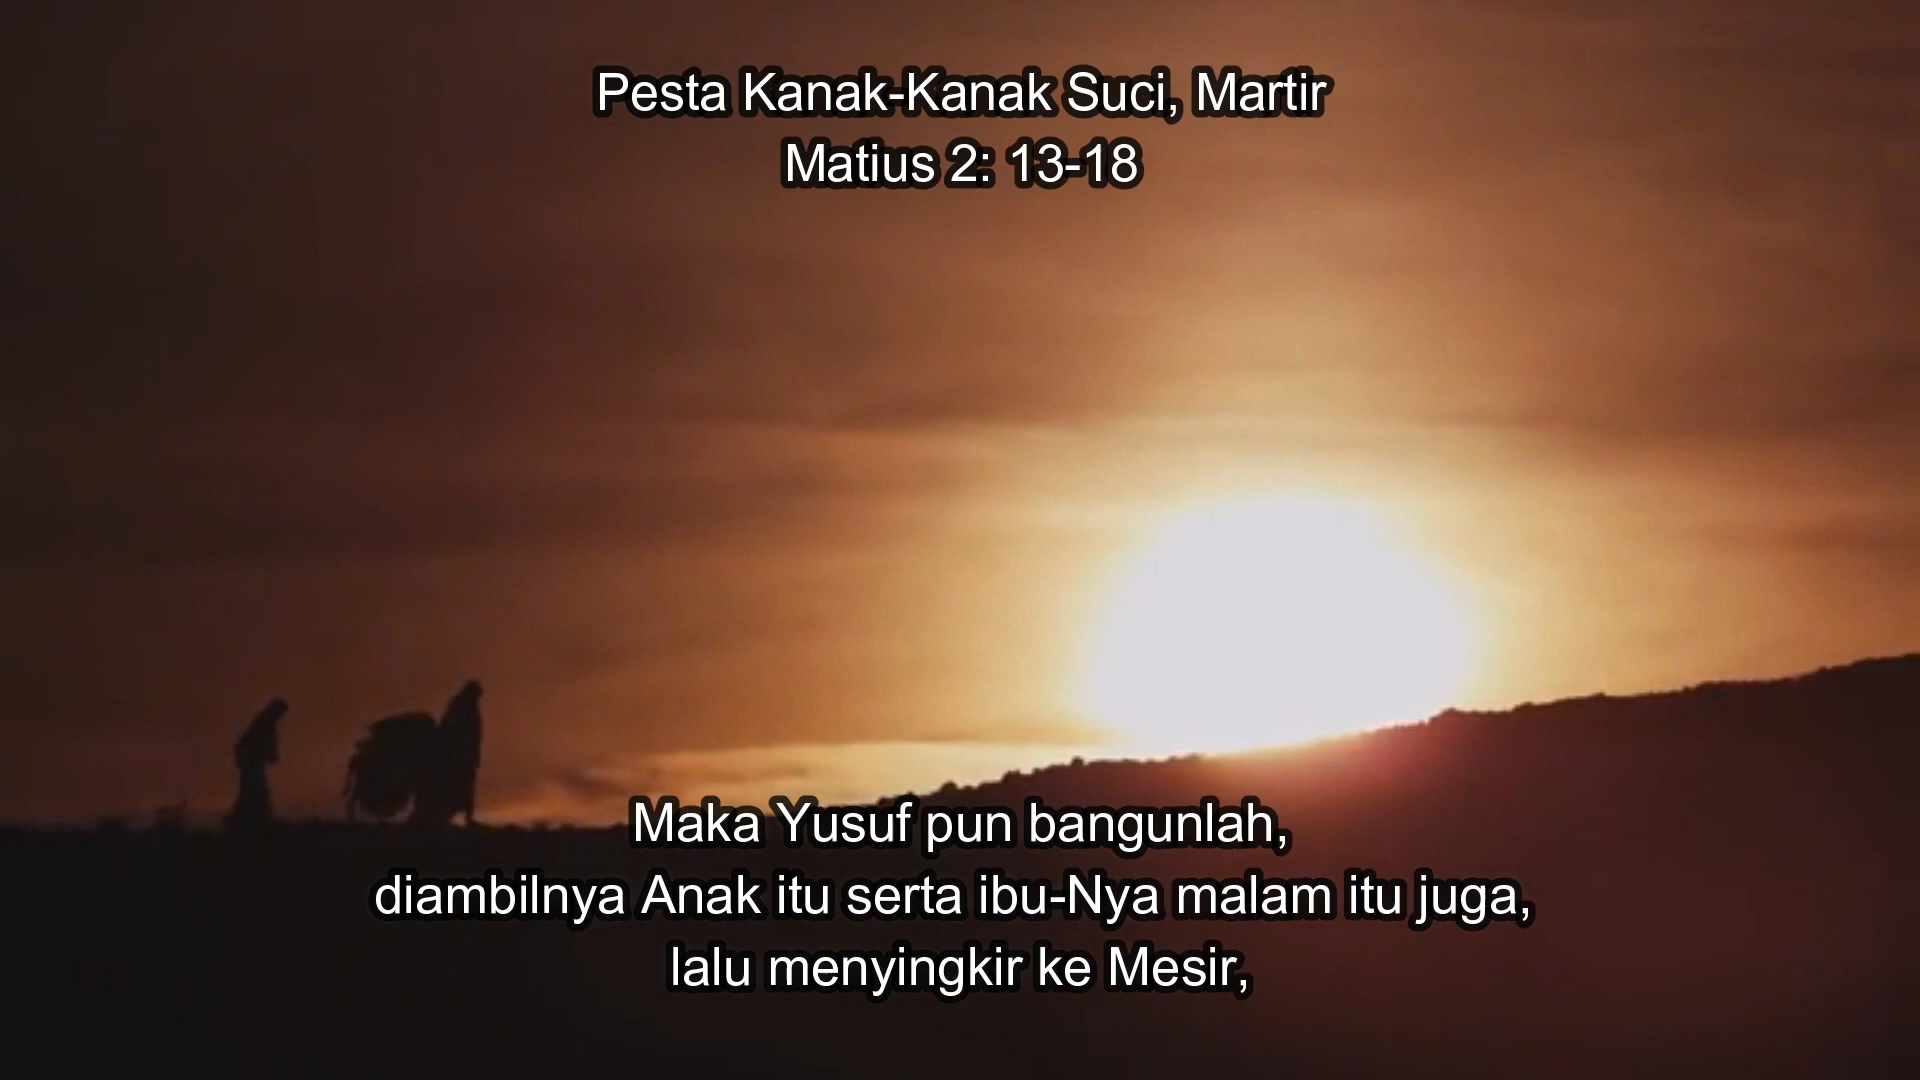 Pesta Kanak-Kanak Suci, Martir
Matius 2: 13-18
Maka Yusuf pun bangunlah,
diambilnya Anak itu serta ibu-Nya malam itu juga,
lalu menyingkir ke Mesir,